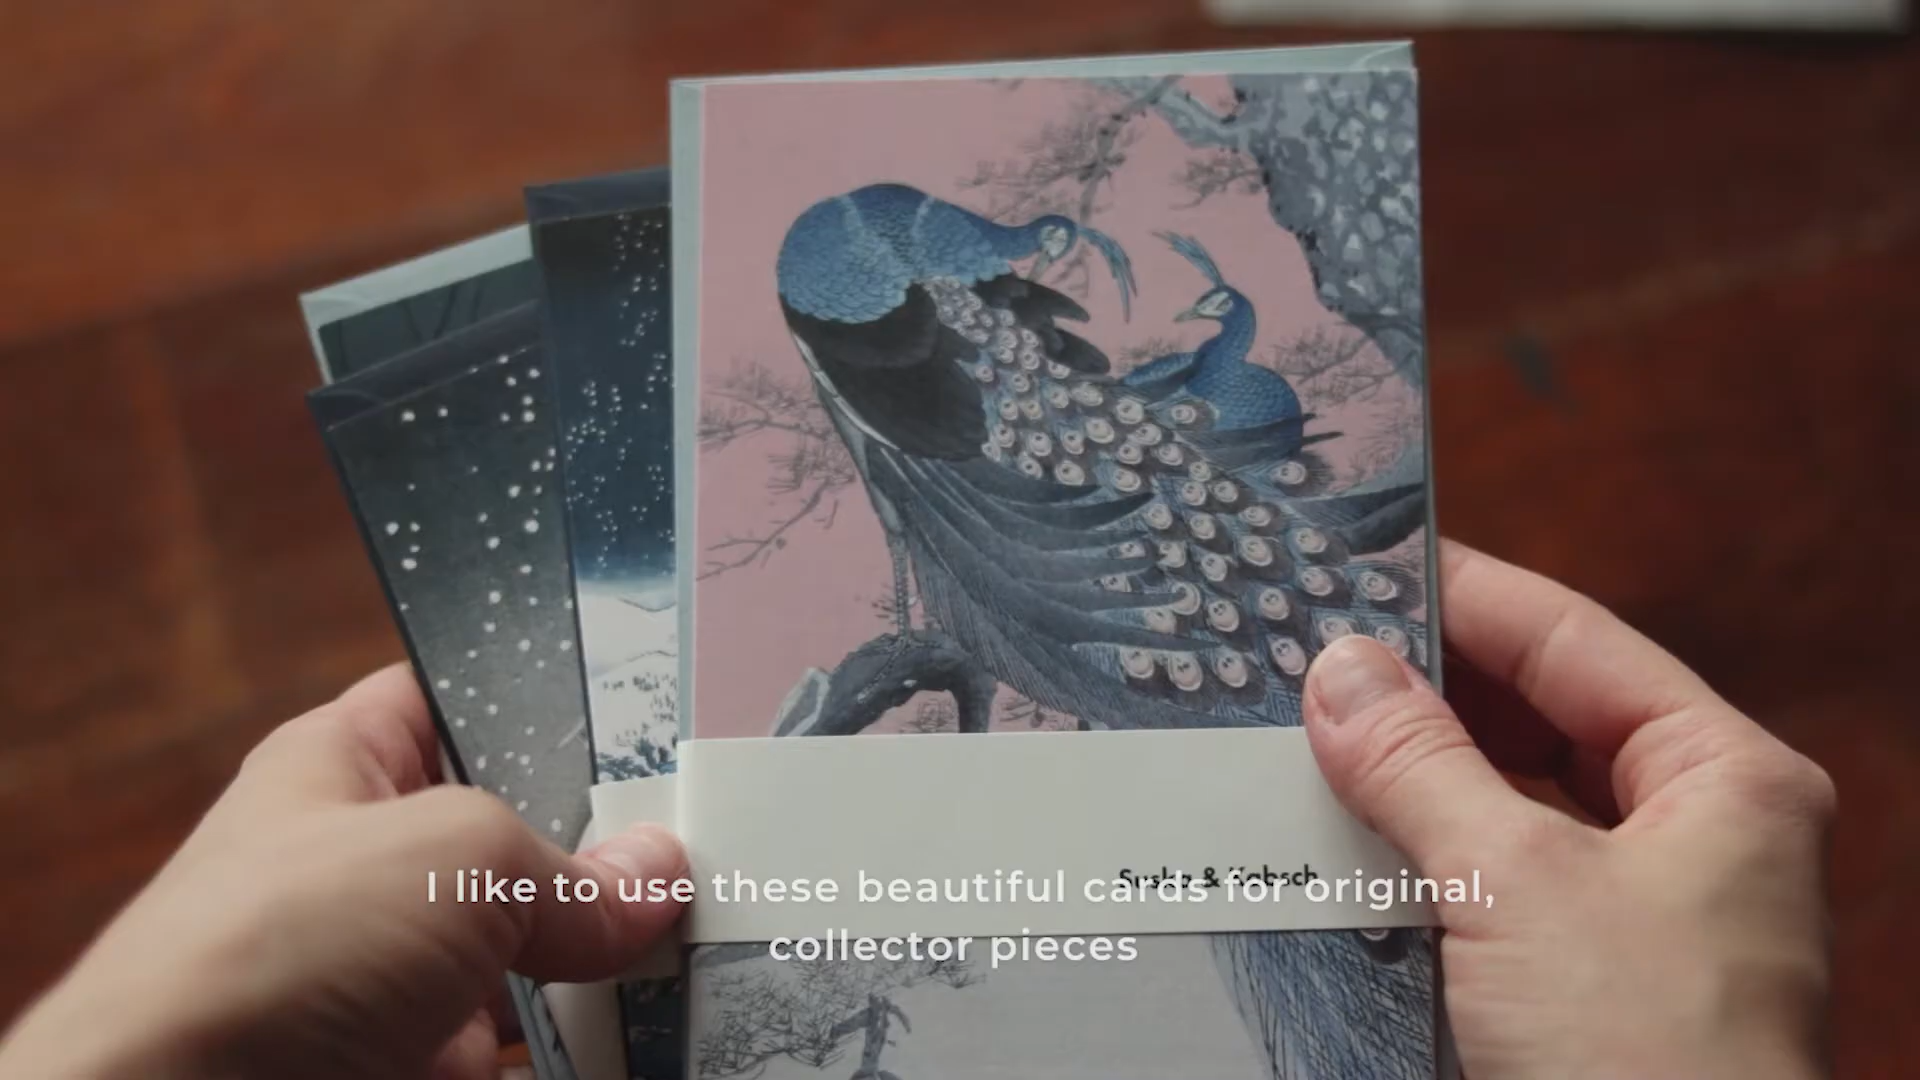 I like to use these beautiful cards for original,
collector pieces